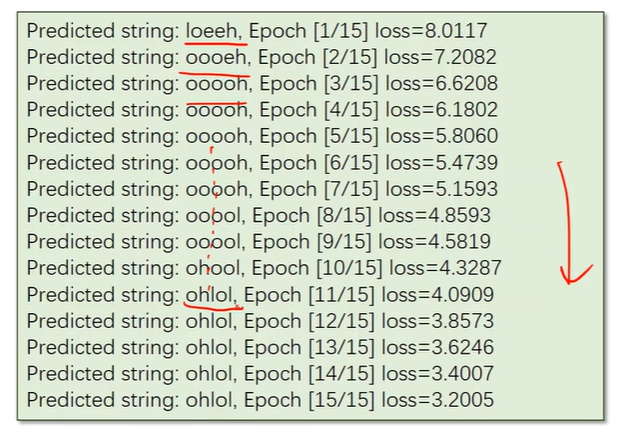 Predicted string: loeeh, Epoch [1/15] loss=8.0117
Predicted string: oooeh, Epoch [2/15] loss=7.2082
Predicted string: ooooh, Epoch [3/15] loss=6.6208
Predicted string: ooooh, Epoch [4/15] loss=6.1802
Predicted string: ooooh, Epoch [5/15] loss=5.8060
Predicted string: ooooh, Epoch [6/15] loss=5.4739
Predicted string: ooooh, Epoch [7/15] loss=5.1593
Predicted string: ooool, Epoch [8/15] loss=4.8593
Predicted string: ooool, Epoch [9/15] loss=4.5819
Predicted string: ohool, Epoch [10/15] loss=4.3287
Predicted string: ohlol, Epoch [11/15] loss=4.0909
Predicted string: ohlol, Epoch [12/15] loss=3.8573
Predicted string: ohlol, Epoch [13/15] loss=3.6246
Predicted string: ohlol, Epoch [14/15] loss=3.4007
Predicted string: ohlol, Epoch [15/15] loss=3.2005